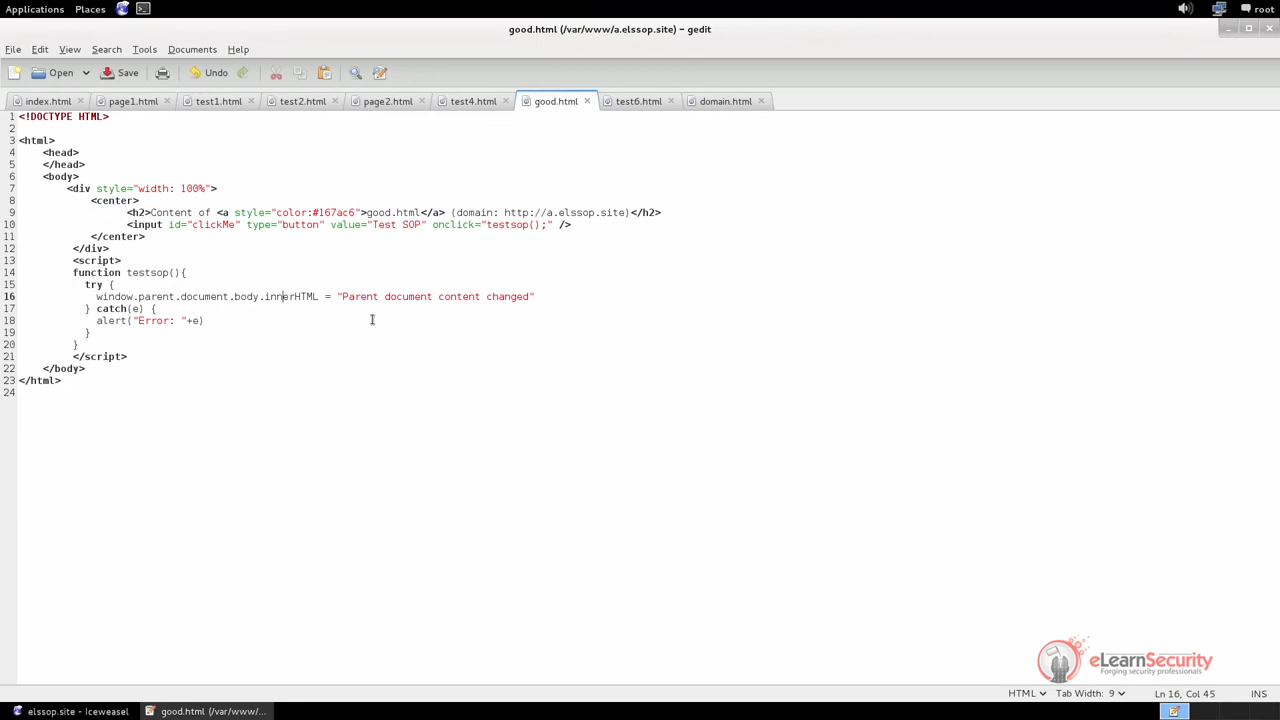 Applications Places root
good.html (/var/www/a.elssop.site) - gedit
File Edit View Search Tools Documents Help
Open Save Undo
index.html page1.html test1.html test2.html page2.html test4.html good.html test6.html domain.html
1 <!DOCTYPE HTML>
2
3 <html>
4 <head>
5 </head>
6 <body>
7 <div style="width: 100%">
8 <center>
9 <h2>Content of <a style="color:#167ac6">good.html</a> (domain: http://a.elssop.site)</h2>
10 <input id="clickMe" type="button" value="Test SOP" onclick="testsop();" />
11 </center>
12 </div>
13 <script>
14 function testsop(){
15 try {
16 window.parent.document.body.innerHTML = "Parent document content changed"
17 } catch(e) {
18 alert("Error: "+e)
19 }
20 }
21 </script>
22 </body>
23 </html>
24
eLearnSecurity
Forging security professionals
HTML Tab Width: 9 Ln 16, Col 45 INS
elssop.site - Iceweasel good.html (/var/www/...